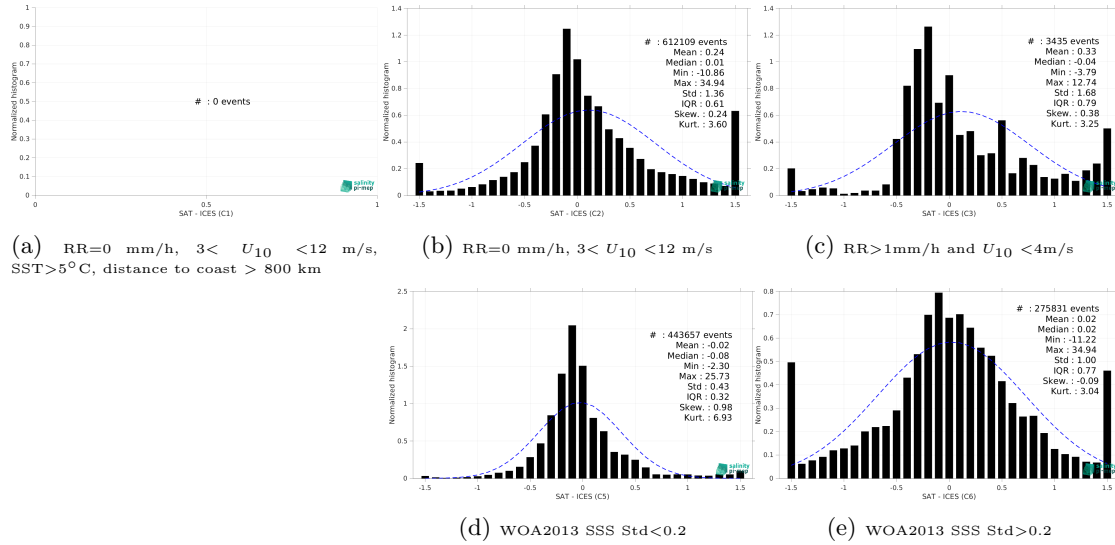 1
0.9
0.8
0.7
0.6
0.5
0.4
0.3
0.2
0.1
0
Normalized histogram
# : 0 events
0 0.5 1
SAT - ICES (C1)
salinity
pi-mep
(a) RR=0 mm/h, 3< U10 <12 m/s,
SST>5°C, distance to coast > 800 km
1.4
1.2
1
0.8
0.6
0.4
0.2
0
Normalized histogram
# : 612109 events
Mean : 0.24
Median : 0.01
Min : -10.86
Max : 34.94
Std : 1.36
IQR : 0.61
Skew. : 0.24
Kurt. : 3.60
-1.5 -1 -0.5 0 0.5 1 1.5
SAT - ICES (C2)
salinity
pi-mep
(b) RR=0 mm/h, 3< U10 <12 m/s
1.4
1.2
1
0.8
0.6
0.4
0.2
0
Normalized histogram
# : 3435 events
Mean : 0.33
Median : -0.04
Min : -3.79
Max : 12.74
Std : 1.68
IQR : 0.79
Skew. : 0.38
Kurt. : 3.25
-1.5 -1 -0.5 0 0.5 1 1.5
SAT - ICES (C3)
salinity
pi-mep
(c) RR>1mm/h and U10 <4m/s
2.5
2
1.5
1
0.5
0
Normalized histogram
# : 443657 events
Mean : -0.02
Median : -0.08
Min : -2.30
Max : 25.73
Std : 0.43
IQR : 0.32
Skew. : 0.98
Kurt. : 6.93
-1.5 -1 -0.5 0 0.5 1 1.5
SAT - ICES (C5)
salinity
pi-mep
(d) WOA2013 SSS Std<0.2
0.8
0.7
0.6
0.5
0.4
0.3
0.2
0.1
0
Normalized histogram
# : 275831 events
Mean : 0.02
Median : 0.02
Min : -11.22
Max : 34.94
Std : 1.00
IQR : 0.77
Skew. : -0.09
Kurt. : 3.04
-1.5 -1 -0.5 0 0.5 1 1.5
SAT - ICES (C6)
salinity
pi-mep
(e) WOA2013 SSS Std>0.2